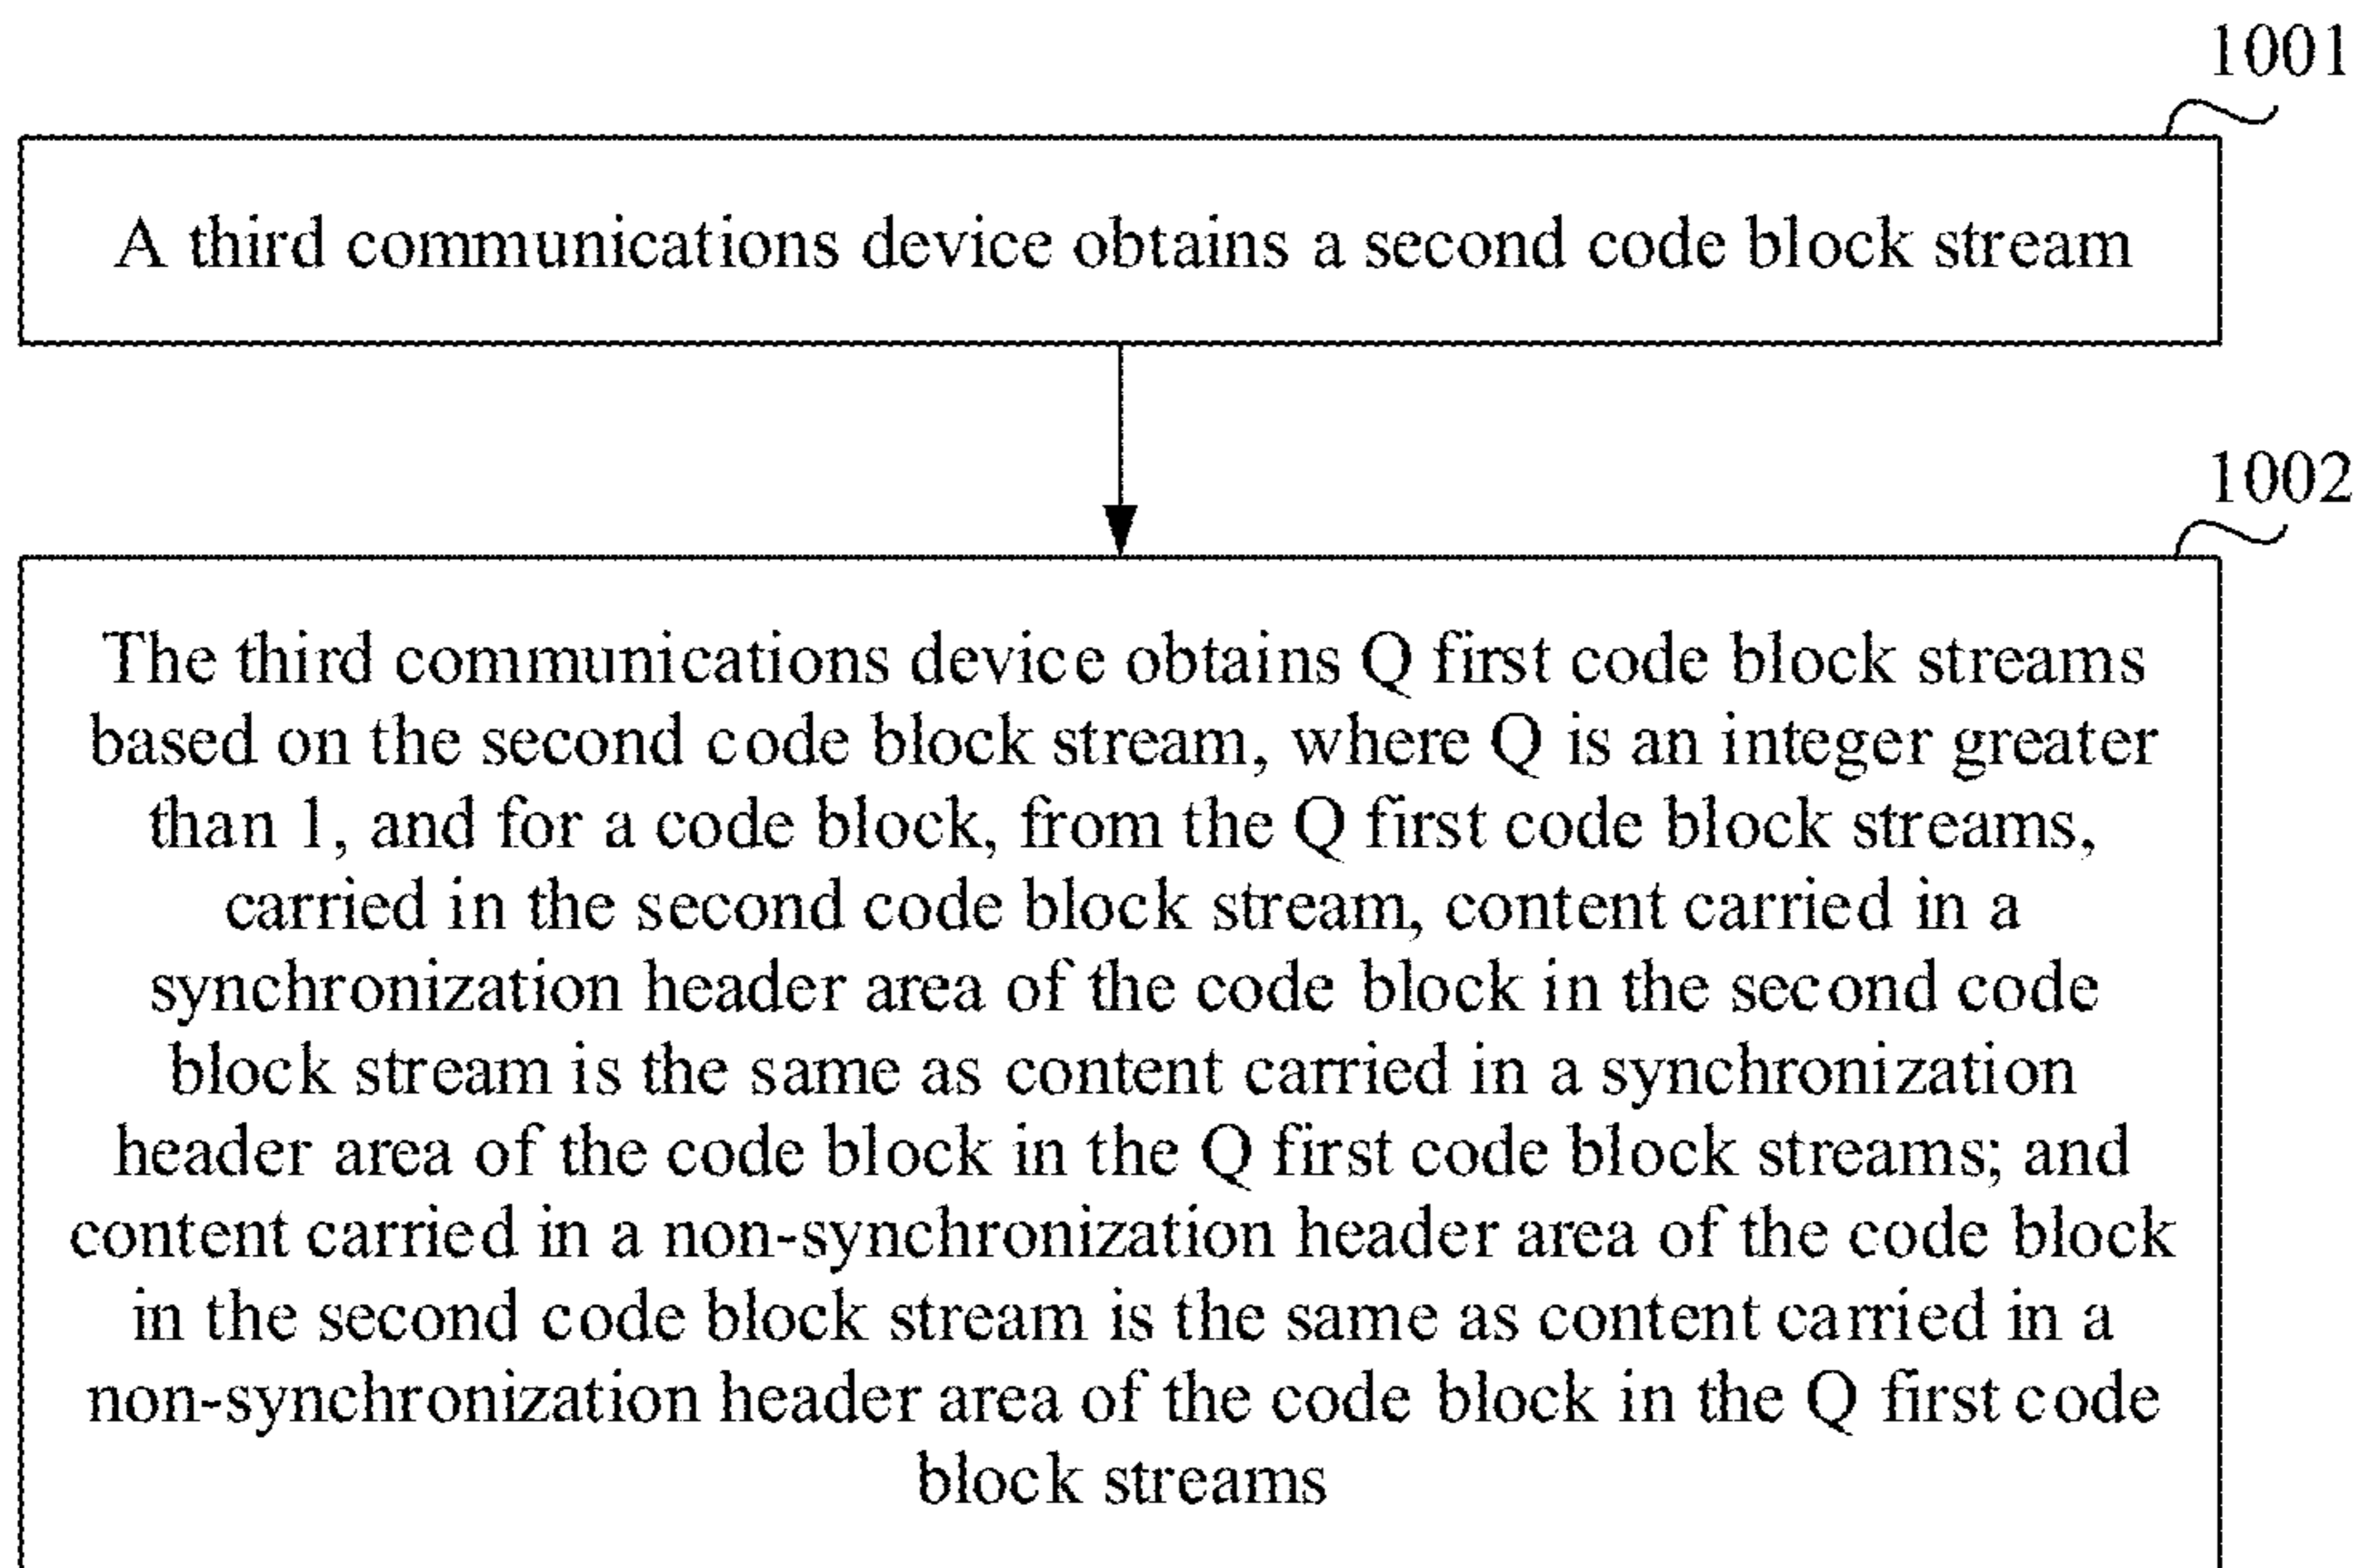 1001
A third communications device obtains a second code block stream
1002
The third communications device obtains Q first code block streams
based on the second code block stream, where Q is an integer greater
than 1, and for a code block, from the Q first code block streams,
carried in the second code block stream, content carried in a
synchronization header area of the code block in the second code
block stream is the same as content carried in a synchronization
header area of the code block in the Q first code block streams; and
content carried in a non-synchronization header area of the code block
in the second code block stream is the same as content carried in a
non-synchronization header area of the code block in the Q first code
block streams